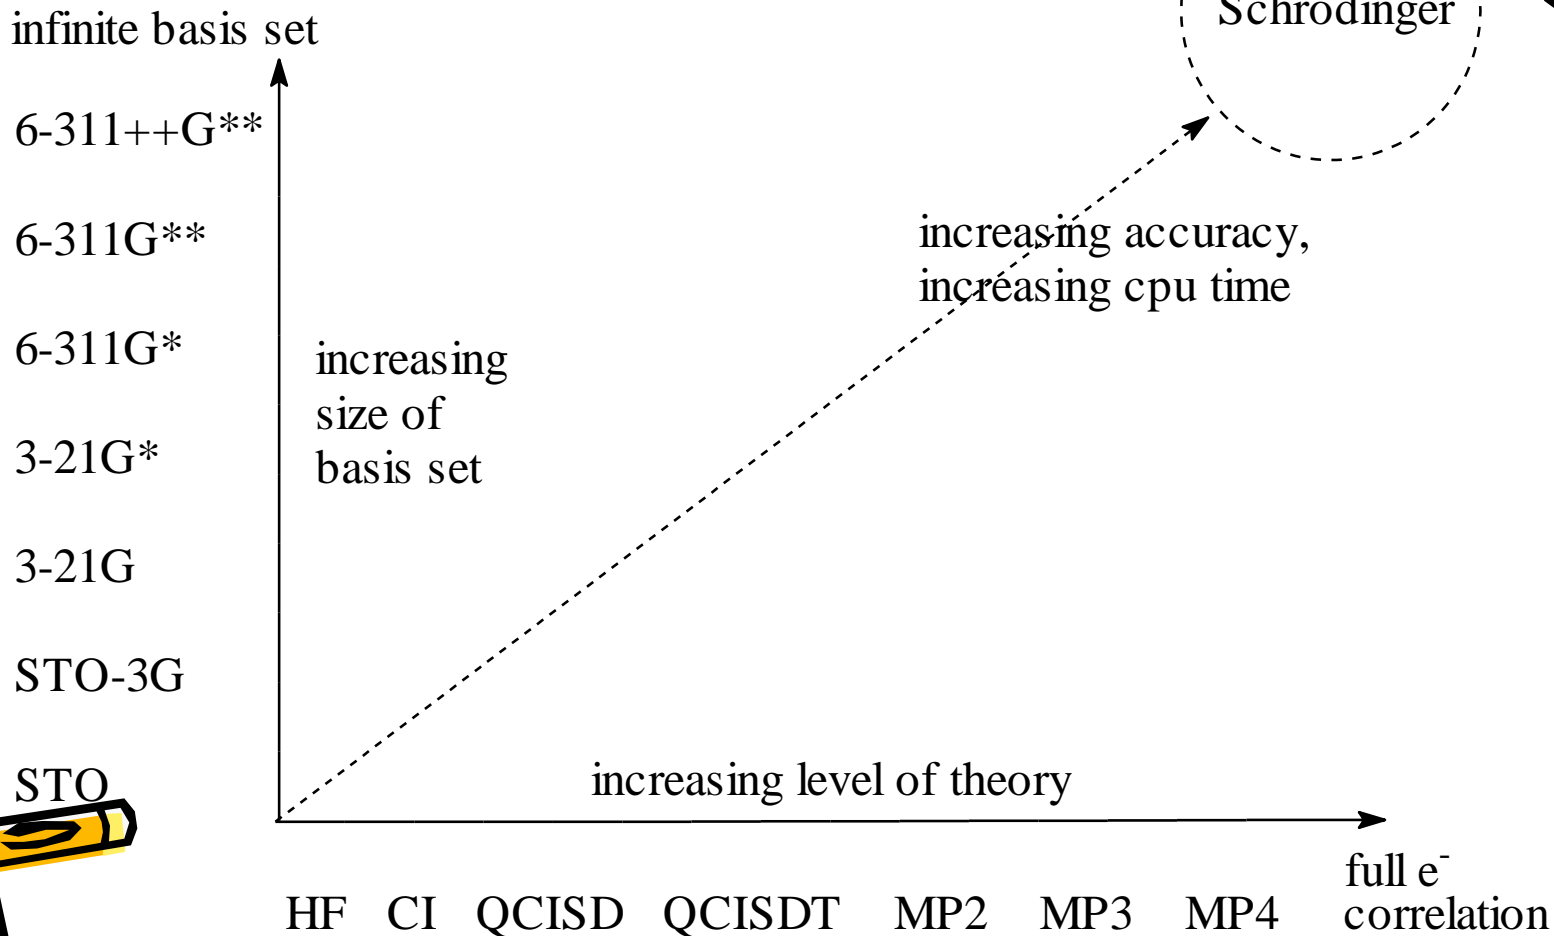 infinite basis set
Schrodinger
6-311++G**
6-311G**
increasing accuracy,
increasing cpu time
6-311G*
increasing
size of
basis set
3-21G*
3-21G
STO-3G
STO
increasing level of theory
full e⁻
correlation
HF CI QCISD QCISDT MP2 MP3 MP4